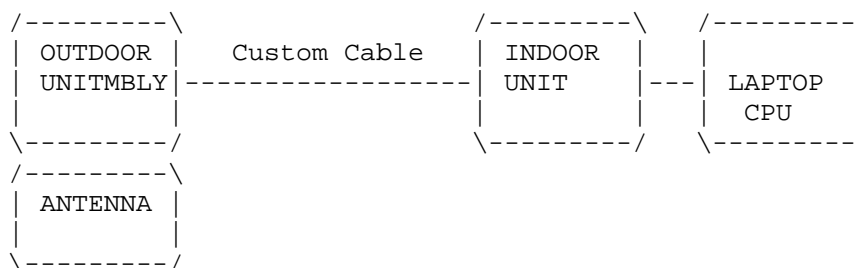 OUTDOOR Custom Cable INDOOR
UNITMBLY UNIT LAPTOP
CPU
ANTENNA